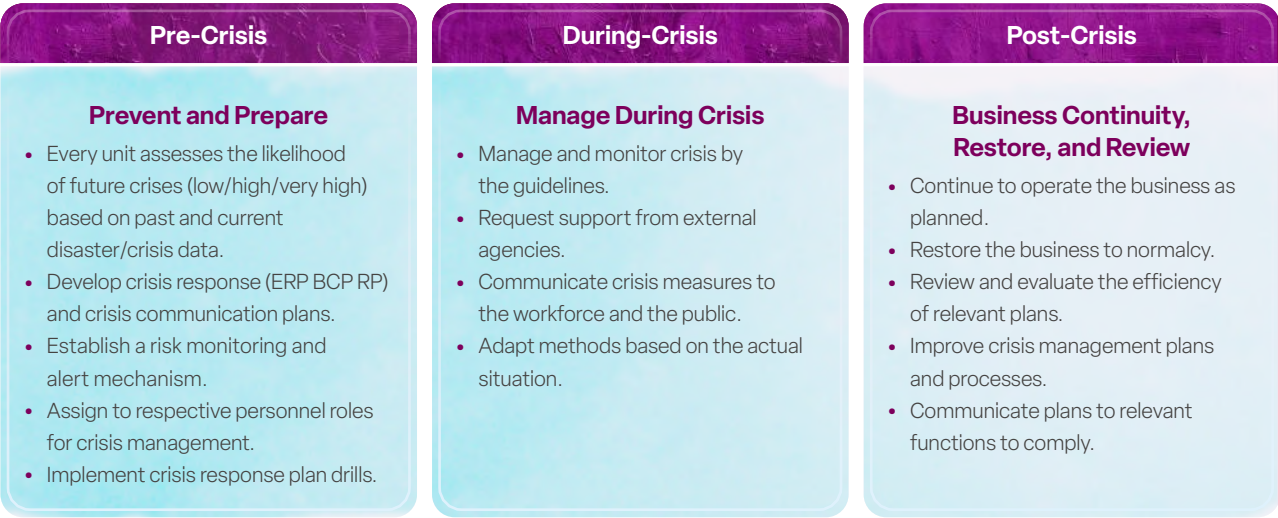 Pre-Crisis
Prevent and Prepare
• Every unit assesses the likelihood
of future crises (low/high/very high)
based on past and current
disaster/crisis data.
• Develop crisis response (ERP BCP RP)
and crisis communication plans.
• Establish a risk monitoring and
alert mechanism.
• Assign to respective personnel roles
for crisis management.
• Implement crisis response plan drills.
During-Crisis
Manage During Crisis
• Manage and monitor crisis by
the guidelines.
• Request support from external
agencies.
• Communicate crisis measures to
the workforce and the public.
• Adapt methods based on the actual
situation.
Post-Crisis
Business Continuity,
Restore, and Review
• Continue to operate the business as
planned.
• Restore the business to normalcy.
• Review and evaluate the efficiency
of relevant plans.
• Improve crisis management plans
and processes.
• Communicate plans to relevant
functions to comply.